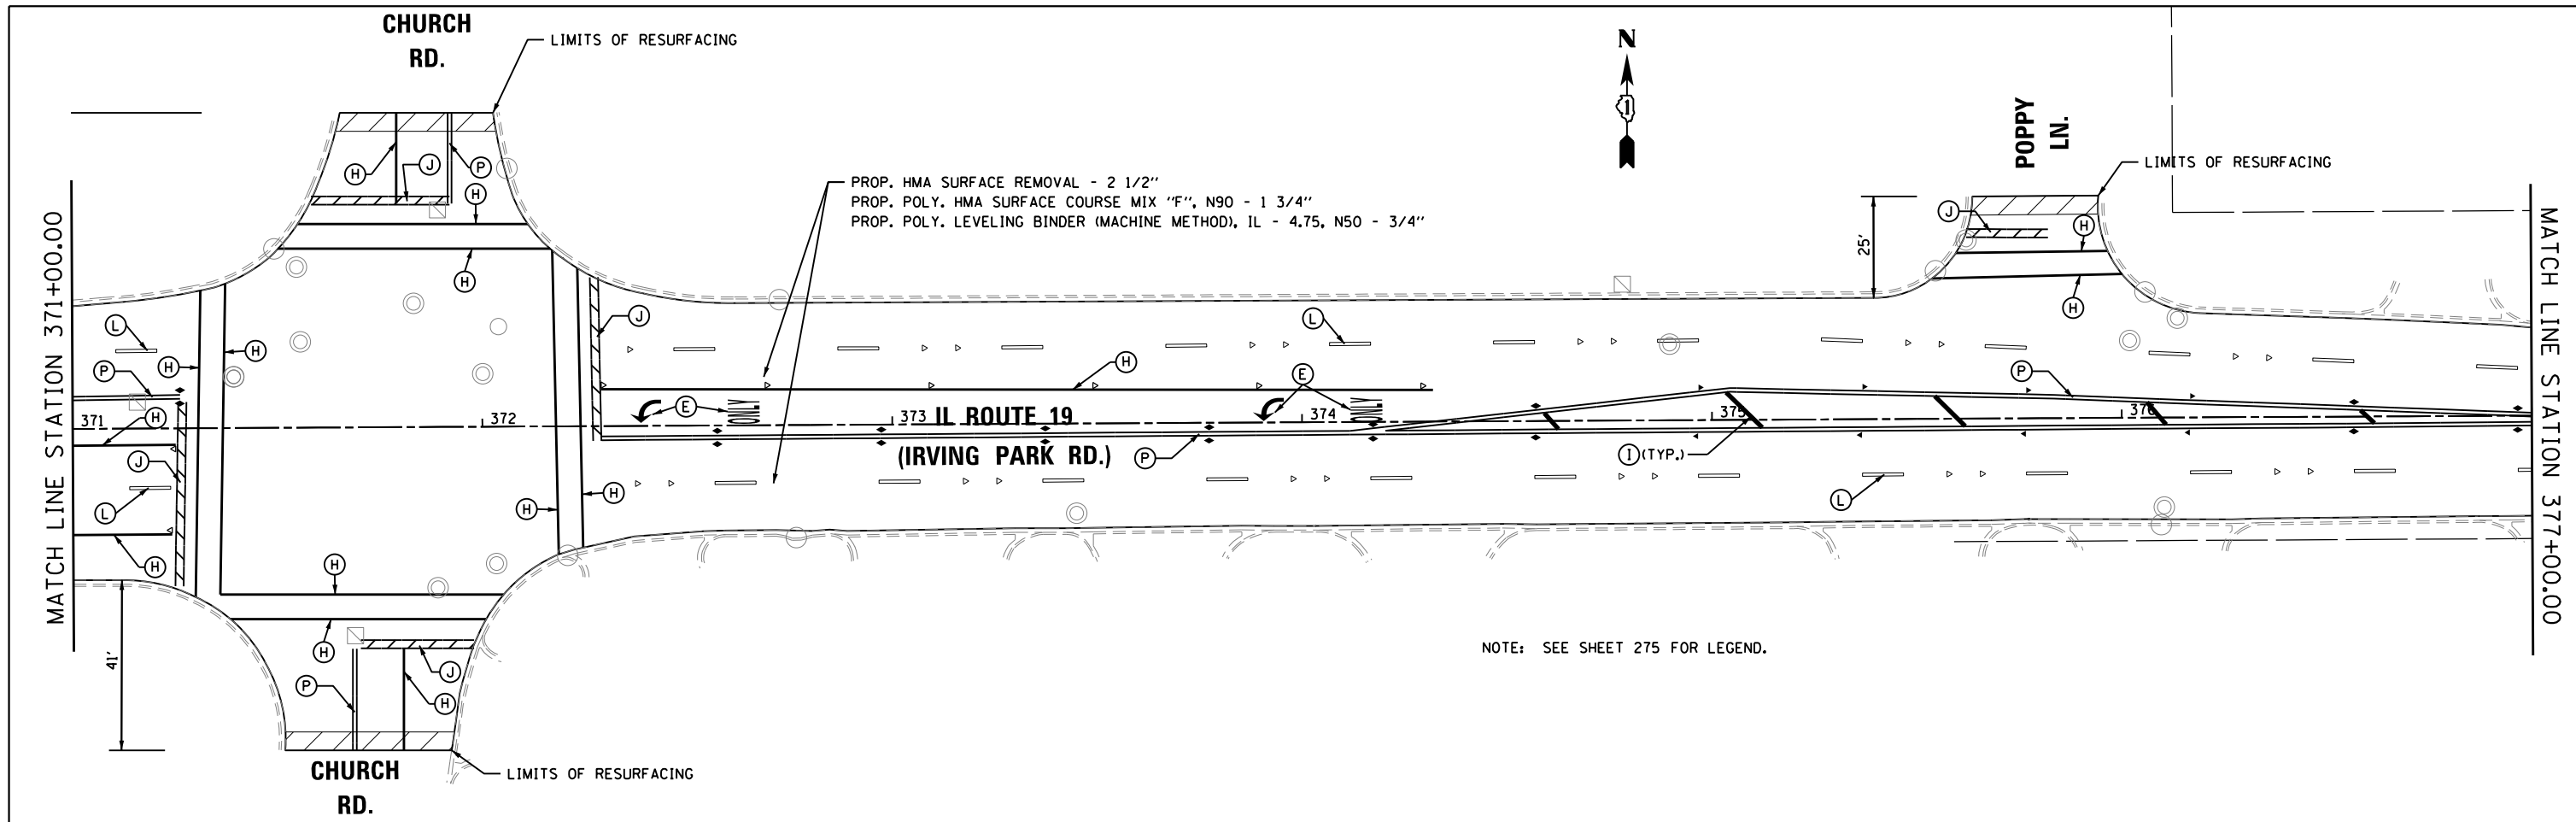 CHURCH
RD.
LIMITS OF RESURFACING
N
1
POPPY
LN.
LIMITS OF RESURFACING
PROP. HMA SURFACE REMOVAL - 2 1/2"
PROP. POLY. HMA SURFACE COURSE MIX "F", N90 - 1 3/4"
PROP. POLY. LEVELING BINDER (MACHINE METHOD), IL - 4.75, N50 - 3/4"
H
J
P
H
H
J
H
H
25'
MATCH LINE STATION 371+00.00
MATCH LINE STATION 377+00.00
L
H
H
P
J
L
H
E
E
P
H
371
372
373
IL ROUTE 19
374
375
376
(IRVING PARK RD.)
P
I (TYP.)
J
L
H
H
L
H
H
H
41'
H
J
P
H
NOTE: SEE SHEET 275 FOR LEGEND.
LIMITS OF RESURFACING
CHURCH
RD.